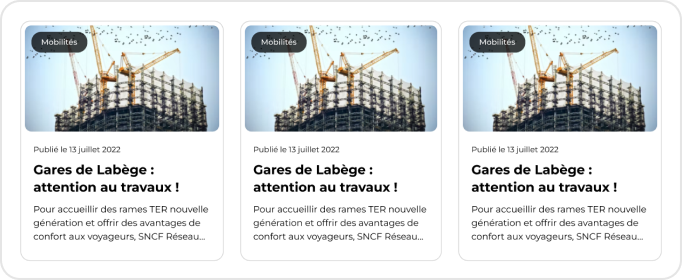 Mobilités
Publié le 13 juillet 2022
Gares de Labège :
attention au travaux !
Pour accueillir des rames TER nouvelle
génération et offrir des avantages de
confort aux voyageurs, SNCF Réseau...
Mobilités
Publié le 13 juillet 2022
Gares de Labège :
attention au travaux !
Pour accueillir des rames TER nouvelle
génération et offrir des avantages de
confort aux voyageurs, SNCF Réseau...
Mobilités
Publié le 13 juillet 2022
Gares de Labège :
attention au travaux !
Pour accueillir des rames TER nouvelle
génération et offrir des avantages de
confort aux voyageurs, SNCF Réseau...